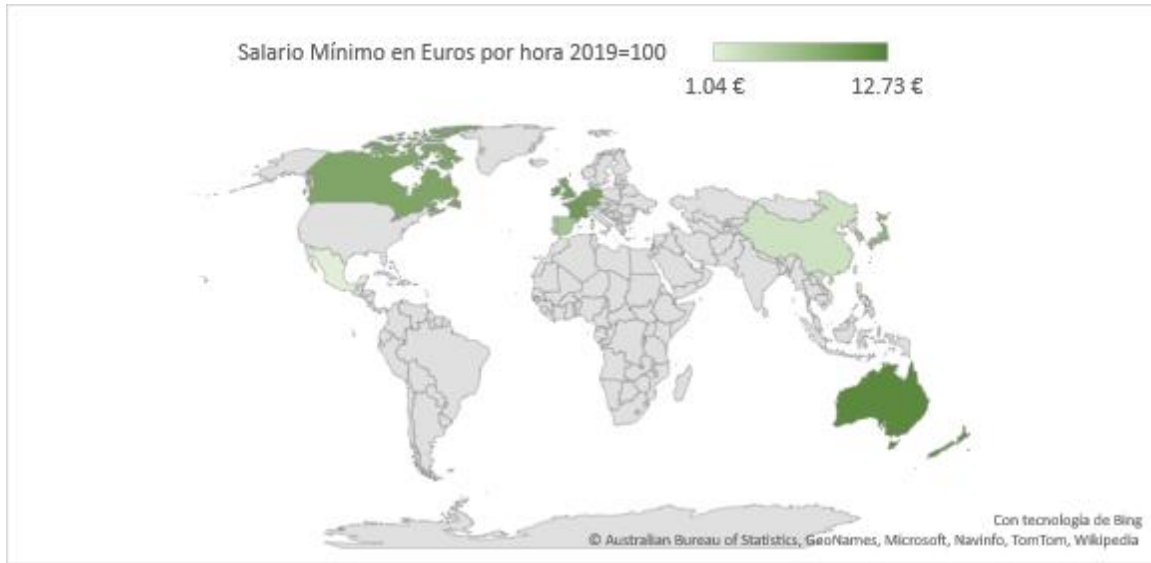 Salario Mínimo en Euros por hora 2019=100
1.04 €
12.73 €
Con tecnología de Bing
© Australian Bureau of Statistics, GeoNames, Microsoft, Navinfo, TomTom, Wikipedia